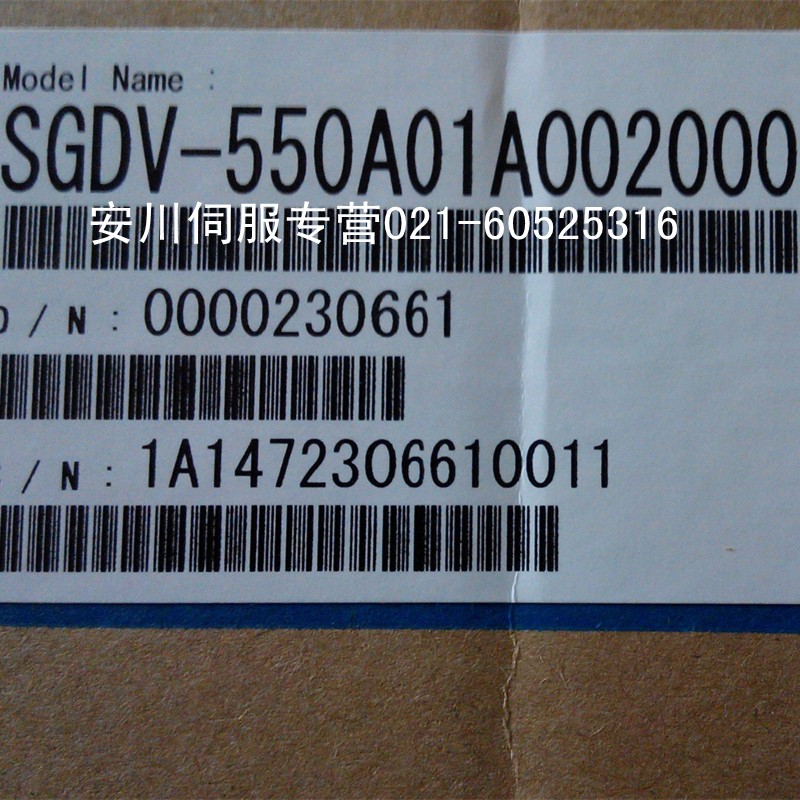 Model Name :
SGDV-550A01A002000
安川伺服专营021-60525316
O / N : 0000230661
S / N : 1A1472306610011